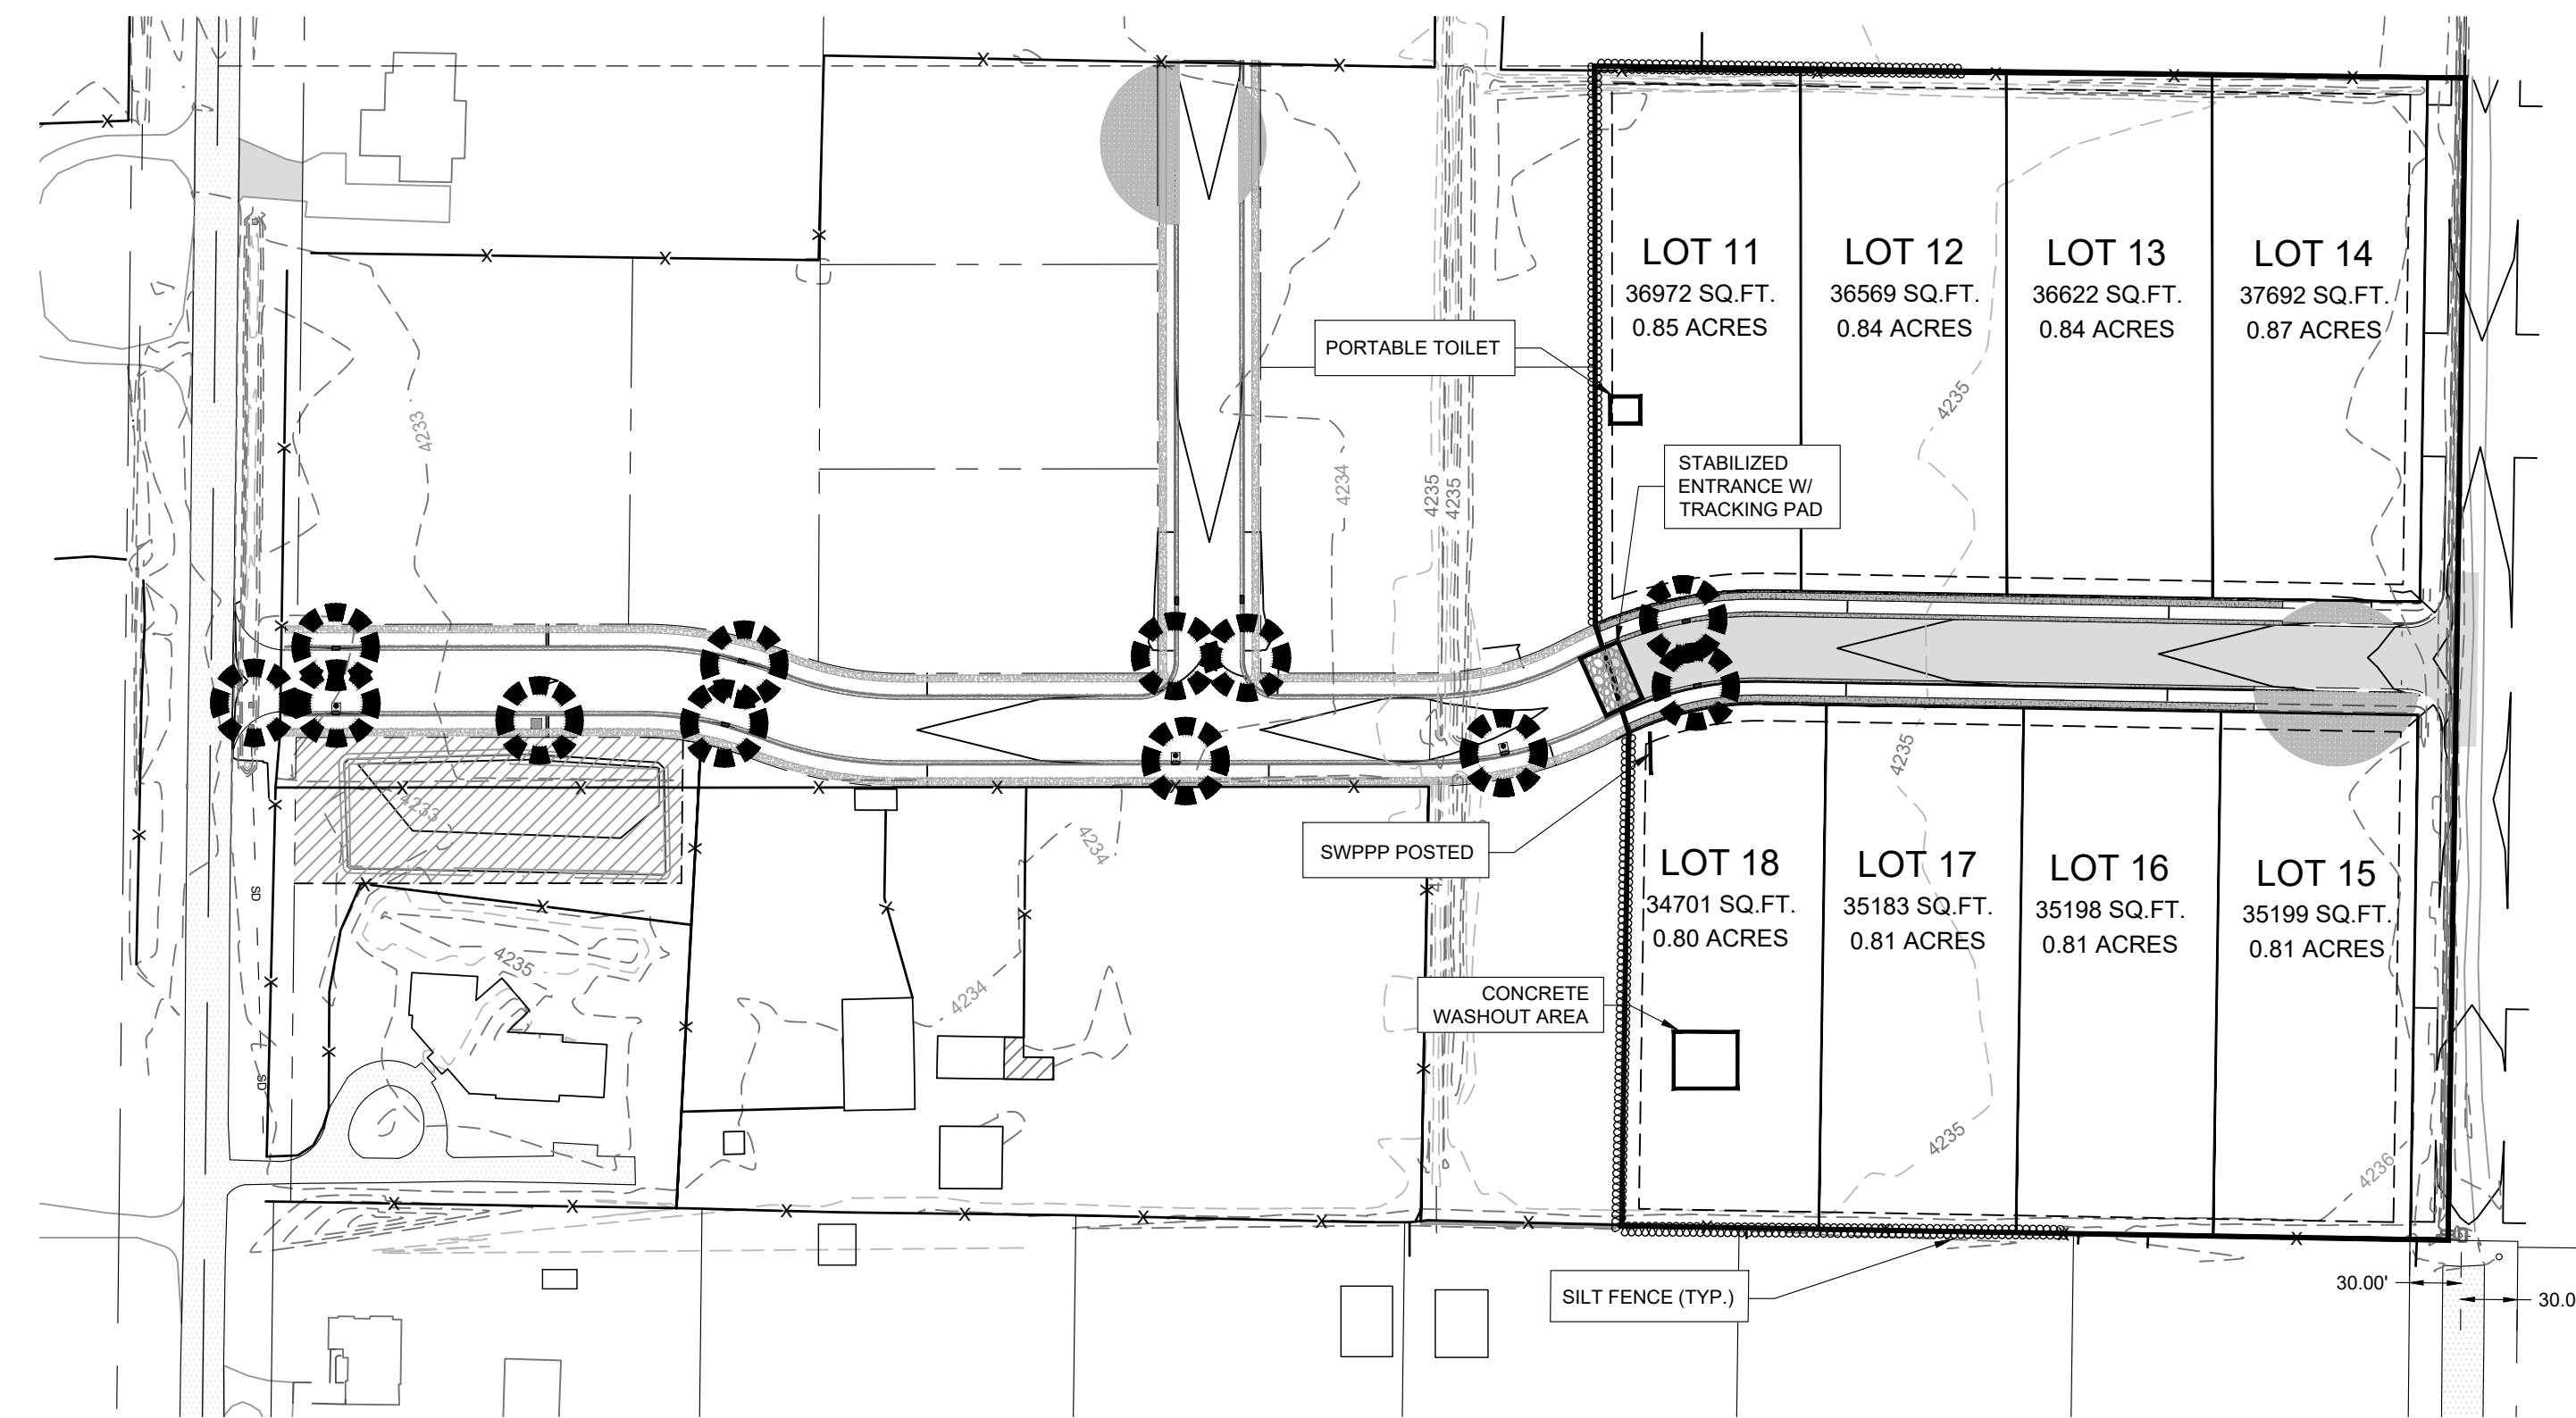 LOT 11
36972 SQ.FT.
0.85 ACRES
LOT 12
36569 SQ.FT.
0.84 ACRES
LOT 13
36622 SQ.FT.
0.84 ACRES
LOT 14
37692 SQ.FT.
0.87 ACRES
PORTABLE TOILET
4235
4233
STABILIZED
ENTRANCE W/
TRACKING PAD
4234
4235
4235
4235
4233
4234
SWPPP POSTED
LOT 18
34701 SQ.FT.
0.80 ACRES
LOT 17
35183 SQ.FT.
0.81 ACRES
LOT 16
35198 SQ.FT.
0.81 ACRES
LOT 15
35199 SQ.FT.
0.81 ACRES
SD
4235
4234
CONCRETE
WASHOUT AREA
SD
4235
4236
SILT FENCE (TYP.)
30.00'
30.0